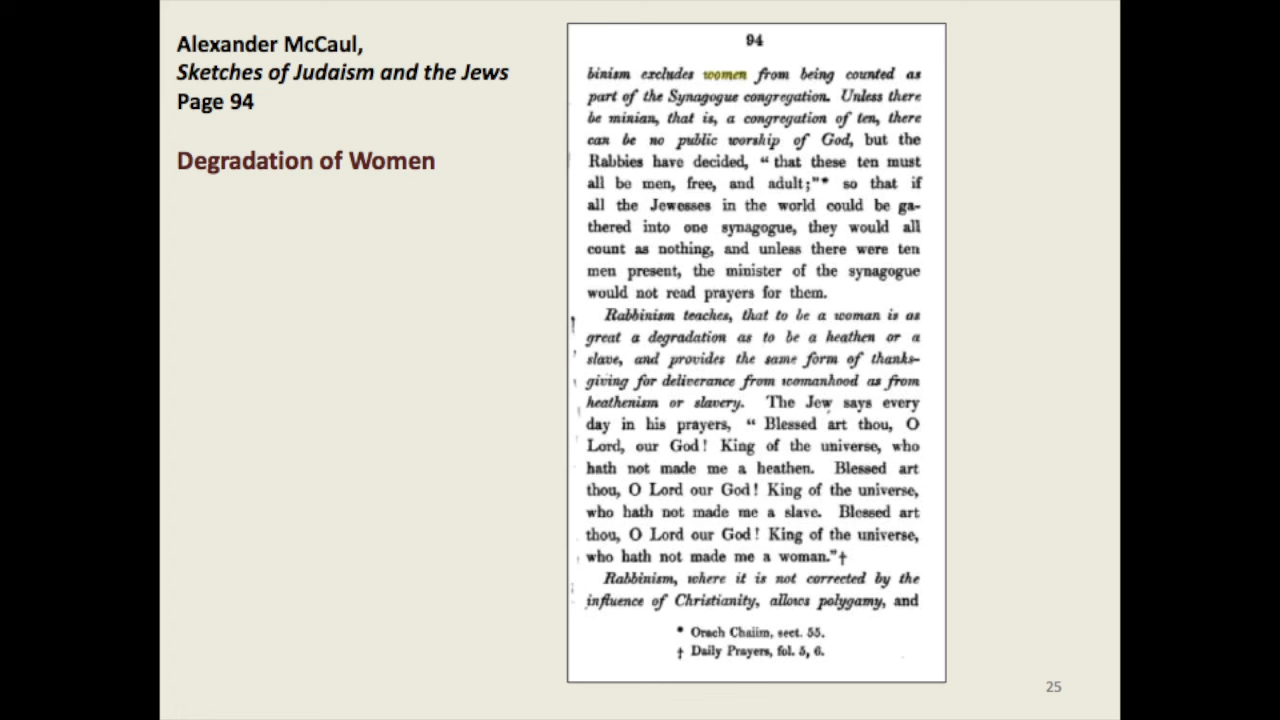 Alexander McCaul,
Sketches of Judaism and the Jews
Page 94
Degradation of Women
94
binism excludes women from being counted as
part of the Synagogue congregation. Unless there
be minian, that is, a congregation of ten, there
can be no public worship of God, but the
Rabbies have decided, “ that these ten must
all be men, free, and adult;”* so that if
all the Jewesses in the world could be ga-
thered into one synagogue, they would all
count as nothing, and unless there were ten
men present, the minister of the synagogue
would not read prayers for them.
Rabbinism teaches, that to be a woman is as
great a degradation as to be a heathen or a
slave, and provides the same form of thanks-
giving for deliverance from womanhood as from
heathenism or slavery. The Jew says every
day in his prayers, “ Blessed art thou, O
Lord, our God! King of the universe, who
hath not made me a heathen. Blessed art
thou, O Lord our God! King of the universe,
who hath not made me a slave. Blessed art
thou, O Lord our God! King of the universe,
who hath not made me a woman.”†
Rabbinism, where it is not corrected by the
influence of Christianity, allows polygamy, and
* Orach Chaiim, sect. 55.
† Daily Prayers, fol. 5, 6.
25